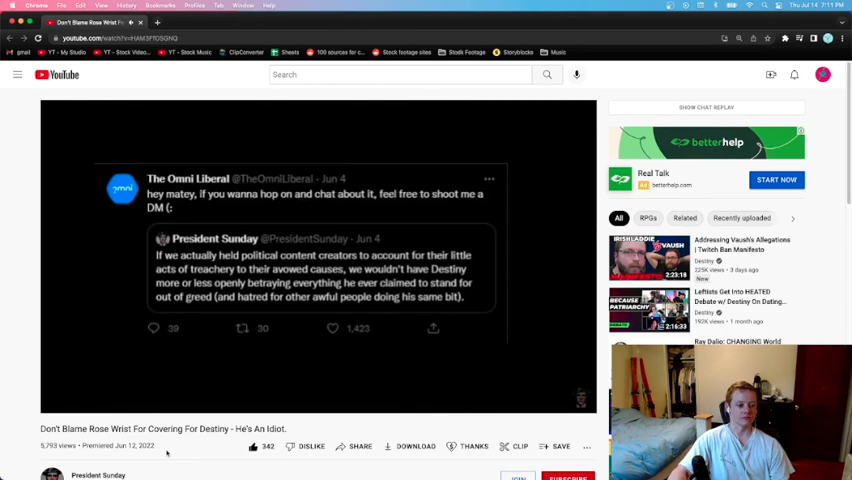 Chrome File Edit View History Bookmarks Profiles Tab Window Help
Thu Jul 14 7:11 PM
Don't Blame Rose Wrist F
youtube.com/watch?v=HAM3Pf0SGNQ
gmail YT - My Studio YT - Stock Video... YT - Stock Music ClipConverter Sheets 100 sources for c... Stock footage sites Stock Footage Storyblocks Music
YouTube
Search
SHOW CHAT REPLAY
The Omni Liberal @TheOmniLiberal · Jun 4
hey matey, if you wanna hop on and chat about it, feel free to shoot me a
DM (:
President Sunday @PresidentSunday · Jun 4
If we actually held political content creators to account for their little
acts of treachery to their avowed causes, we wouldn't have Destiny
more or less openly betraying everything he ever claimed to stand for
out of greed (and hatred for other awful people doing his same bit).
39 30 1,423
omni
betterhelp
Real Talk
Ad betterhelp.com
START NOW
All RPGs Related Recently uploaded
IRISHLADDIE VAUSH
MANIFESTO
2:23:18
Addressing Vaush's Allegations
| Twitch Ban Manifesto
Destiny
225K views · 3 days ago
New
BECAUSE
PATRIARCHY
2:16:33
Leftists Get Into HEATED
Debate w/ Destiny On Dating...
Destiny
192K views · 1 month ago
Ray Dalio: CHANGING World
Don't Blame Rose Wrist For Covering For Destiny - He's An Idiot.
5,793 views · Premiered Jun 12, 2022
342 DISLIKE SHARE DOWNLOAD THANKS CLIP SAVE
President Sunday
JOIN
SUBSCRIBE